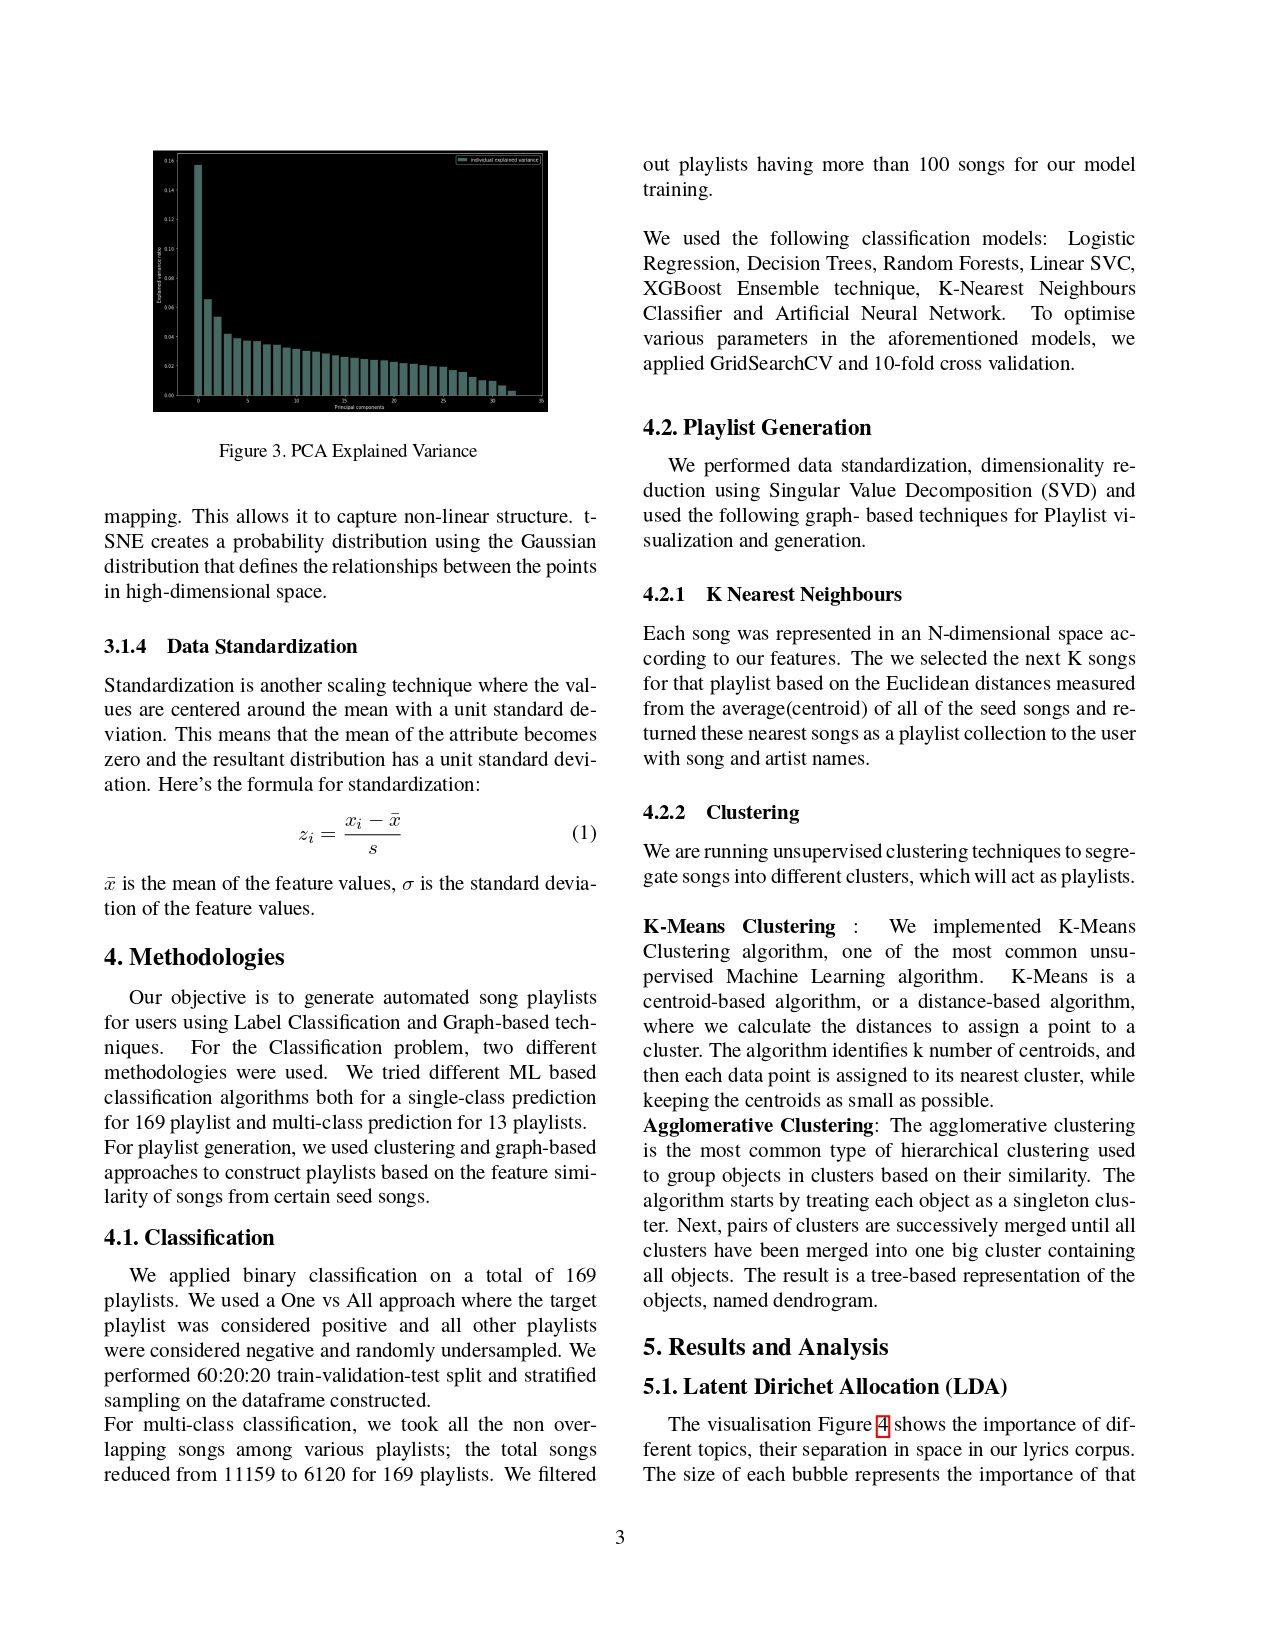 individual explained variance
0.16
0.14
0.12
0.10
0.08
0.06
0.04
0.02
0.00
Explained variance ratio
0 5 10 15 20 25 30 35
Principal components
Figure 3. PCA Explained Variance
mapping. This allows it to capture non-linear structure. t-
SNE creates a probability distribution using the Gaussian
distribution that defines the relationships between the points
in high-dimensional space.
3.1.4 Data Standardization
Standardization is another scaling technique where the val-
ues are centered around the mean with a unit standard de-
viation. This means that the mean of the attribute becomes
zero and the resultant distribution has a unit standard devi-
ation. Here's the formula for standardization:
z_i = (x_i − x̄) / s (1)
x̄ is the mean of the feature values, σ is the standard devia-
tion of the feature values.
4. Methodologies
Our objective is to generate automated song playlists
for users using Label Classification and Graph-based tech-
niques. For the Classification problem, two different
methodologies were used. We tried different ML based
classification algorithms both for a single-class prediction
for 169 playlist and multi-class prediction for 13 playlists.
For playlist generation, we used clustering and graph-based
approaches to construct playlists based on the feature simi-
larity of songs from certain seed songs.
4.1. Classification
We applied binary classification on a total of 169
playlists. We used a One vs All approach where the target
playlist was considered positive and all other playlists
were considered negative and randomly undersampled. We
performed 60:20:20 train-validation-test split and stratified
sampling on the dataframe constructed.
For multi-class classification, we took all the non over-
lapping songs among various playlists; the total songs
reduced from 11159 to 6120 for 169 playlists. We filtered
out playlists having more than 100 songs for our model
training.
We used the following classification models: Logistic
Regression, Decision Trees, Random Forests, Linear SVC,
XGBoost Ensemble technique, K-Nearest Neighbours
Classifier and Artificial Neural Network. To optimise
various parameters in the aforementioned models, we
applied GridSearchCV and 10-fold cross validation.
4.2. Playlist Generation
We performed data standardization, dimensionality re-
duction using Singular Value Decomposition (SVD) and
used the following graph- based techniques for Playlist vi-
sualization and generation.
4.2.1 K Nearest Neighbours
Each song was represented in an N-dimensional space ac-
cording to our features. The we selected the next K songs
for that playlist based on the Euclidean distances measured
from the average(centroid) of all of the seed songs and re-
turned these nearest songs as a playlist collection to the user
with song and artist names.
4.2.2 Clustering
We are running unsupervised clustering techniques to segre-
gate songs into different clusters, which will act as playlists.
K-Means Clustering : We implemented K-Means
Clustering algorithm, one of the most common unsu-
pervised Machine Learning algorithm. K-Means is a
centroid-based algorithm, or a distance-based algorithm,
where we calculate the distances to assign a point to a
cluster. The algorithm identifies k number of centroids, and
then each data point is assigned to its nearest cluster, while
keeping the centroids as small as possible.
Agglomerative Clustering: The agglomerative clustering
is the most common type of hierarchical clustering used
to group objects in clusters based on their similarity. The
algorithm starts by treating each object as a singleton clus-
ter. Next, pairs of clusters are successively merged until all
clusters have been merged into one big cluster containing
all objects. The result is a tree-based representation of the
objects, named dendrogram.
5. Results and Analysis
5.1. Latent Dirichet Allocation (LDA)
The visualisation Figure 4 shows the importance of dif-
ferent topics, their separation in space in our lyrics corpus.
The size of each bubble represents the importance of that
3